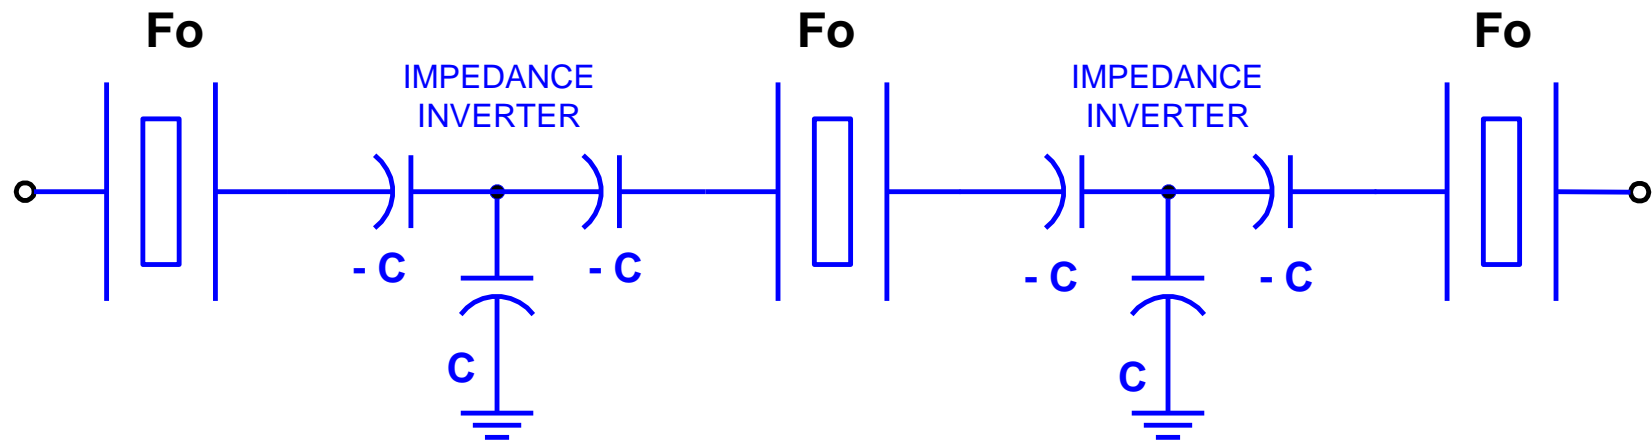 Fo
Fo
Fo
IMPEDANCE
INVERTER
IMPEDANCE
INVERTER
- C
- C
- C
- C
C
C